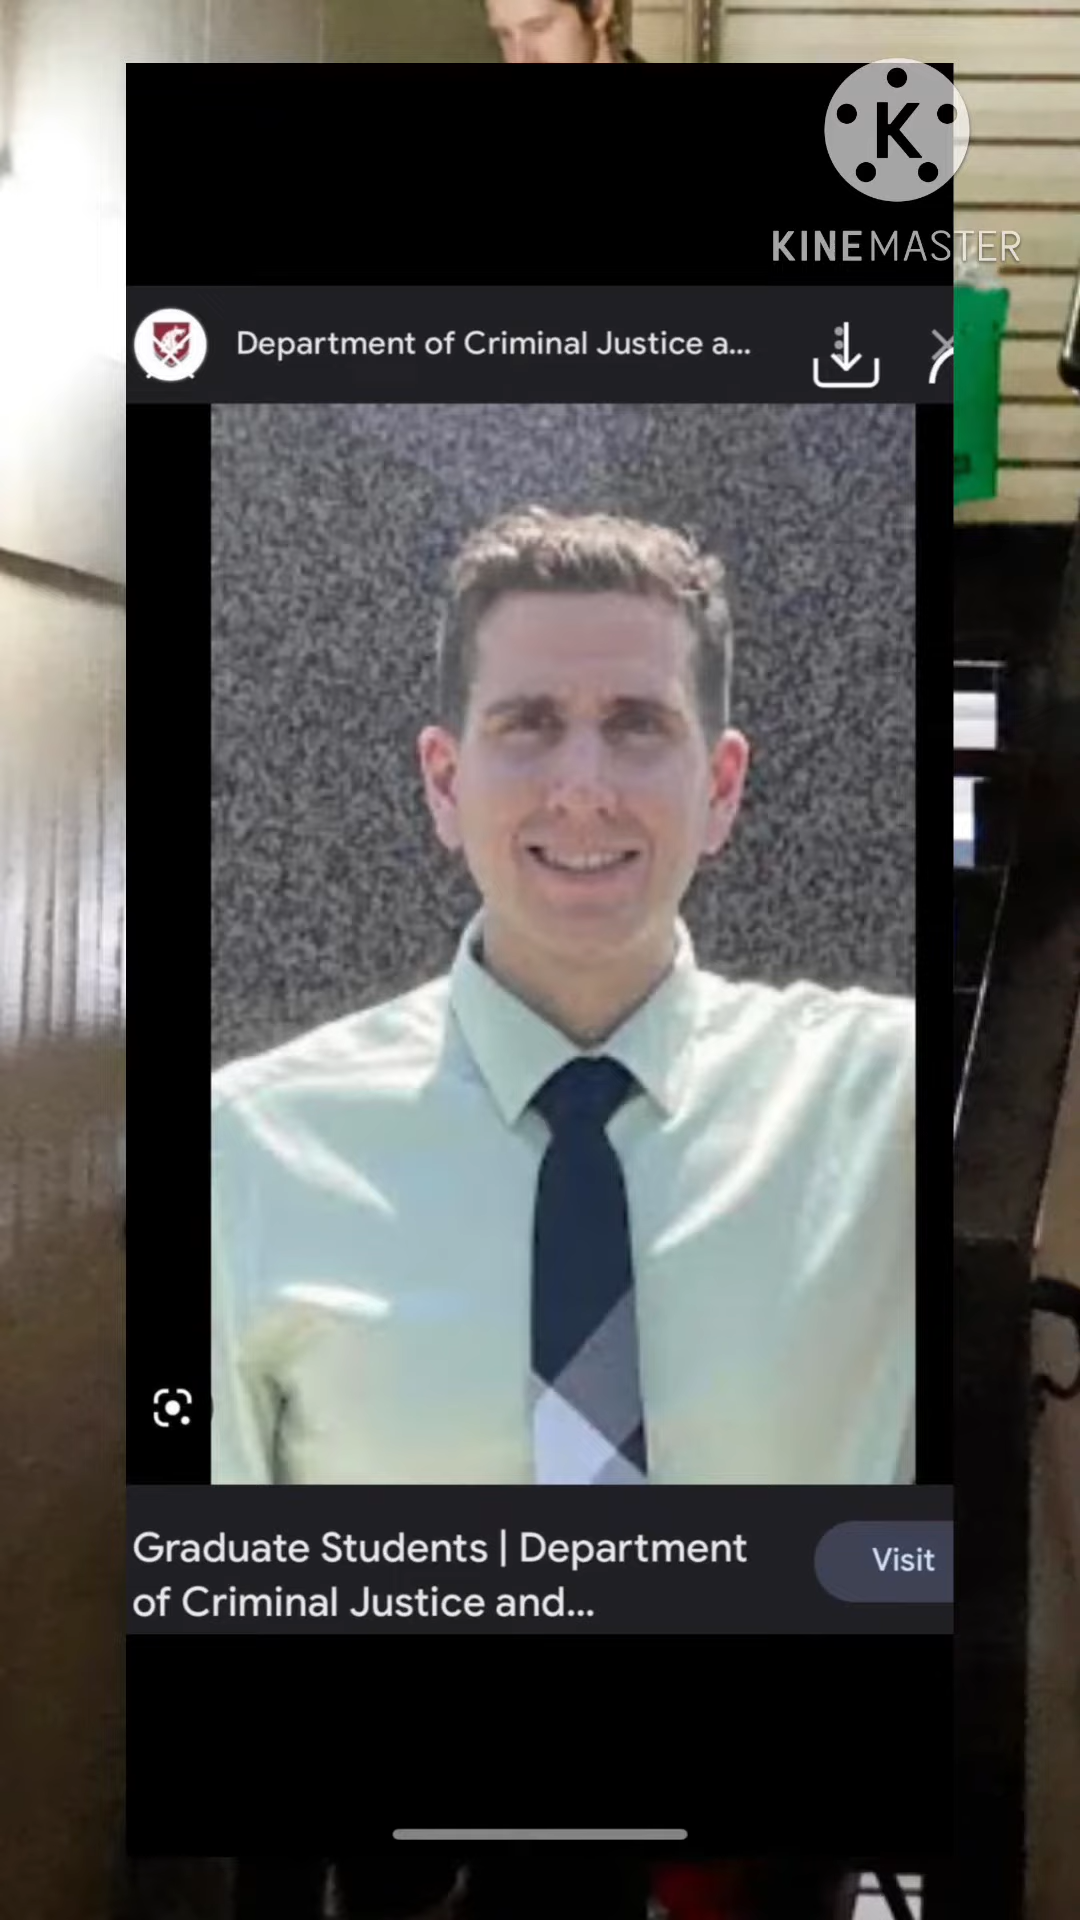 K
KINEMASTER
Department of Criminal Justice a...
Graduate Students | Department
of Criminal Justice and...
Visit